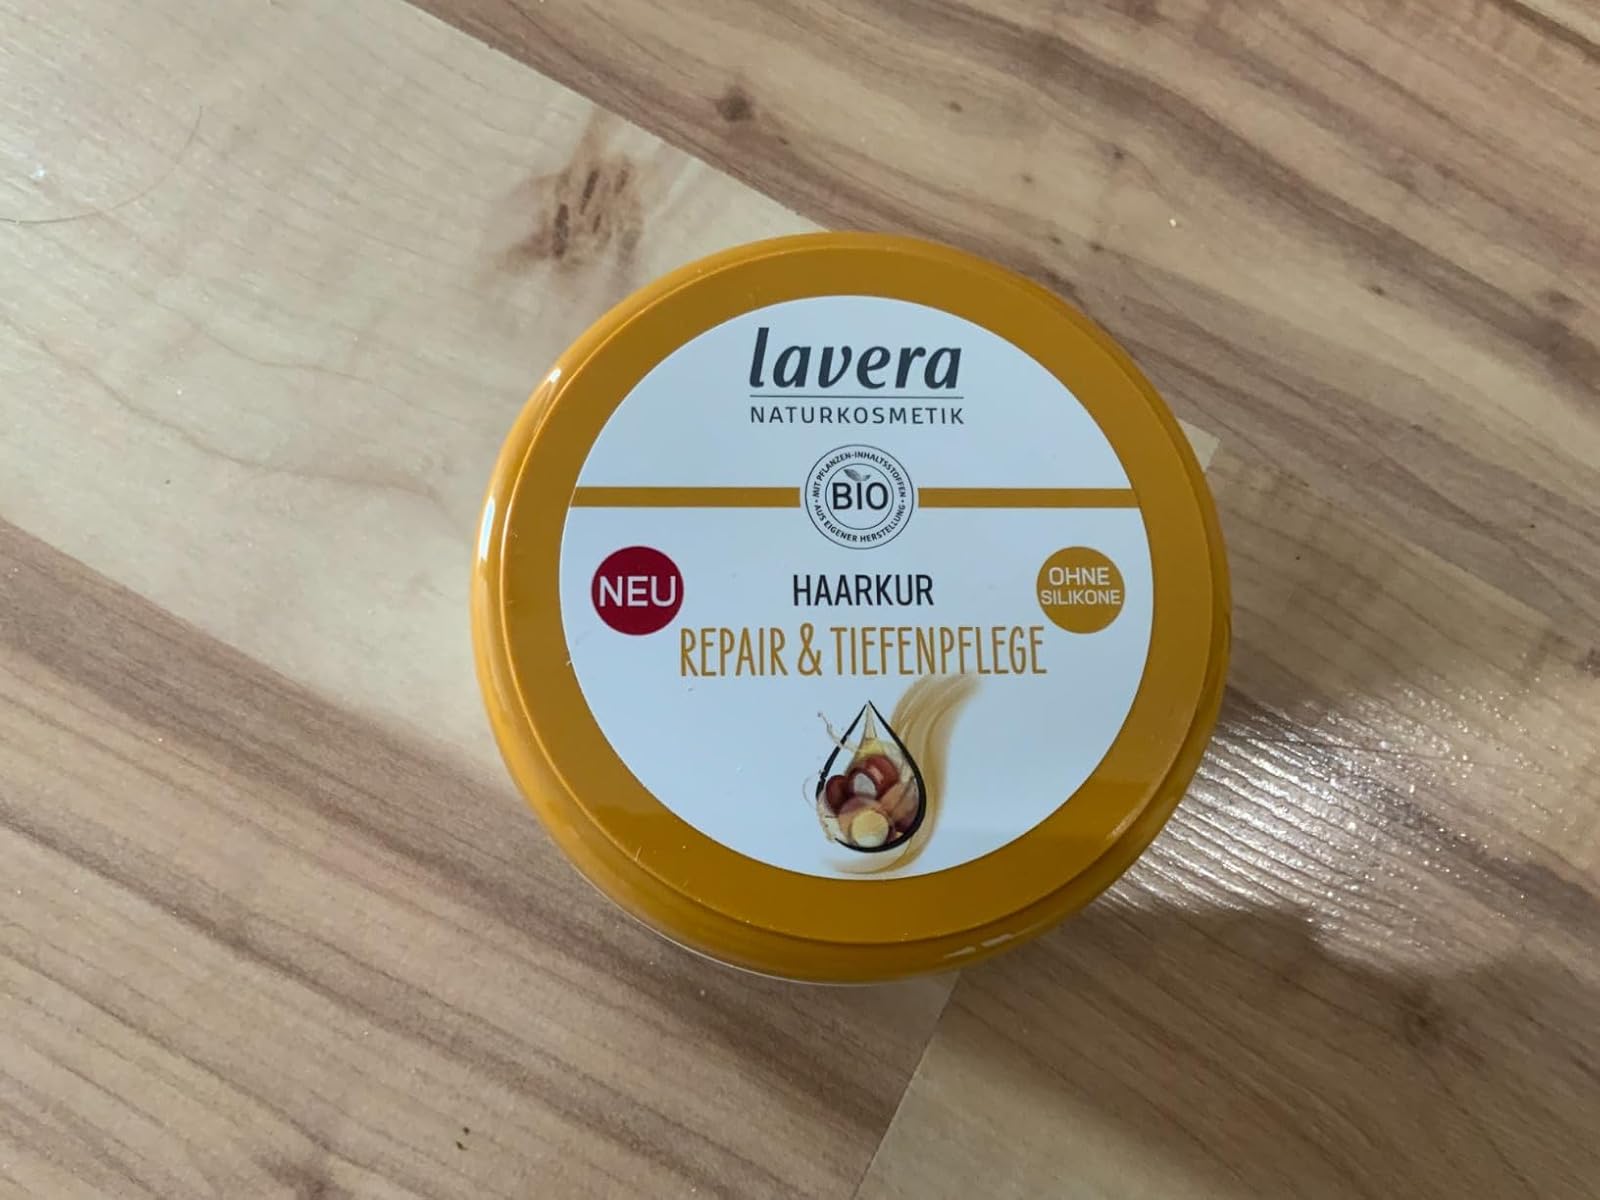 lavera
NATURKOSMETIK
MIT PFLANZEN-INHALTSSTOFFEN
BIO
AUS EIGENER HERSTELLUNG
NEU
HAARKUR
OHNE
SILIKONE
REPAIR & TIEFENPFLEGE